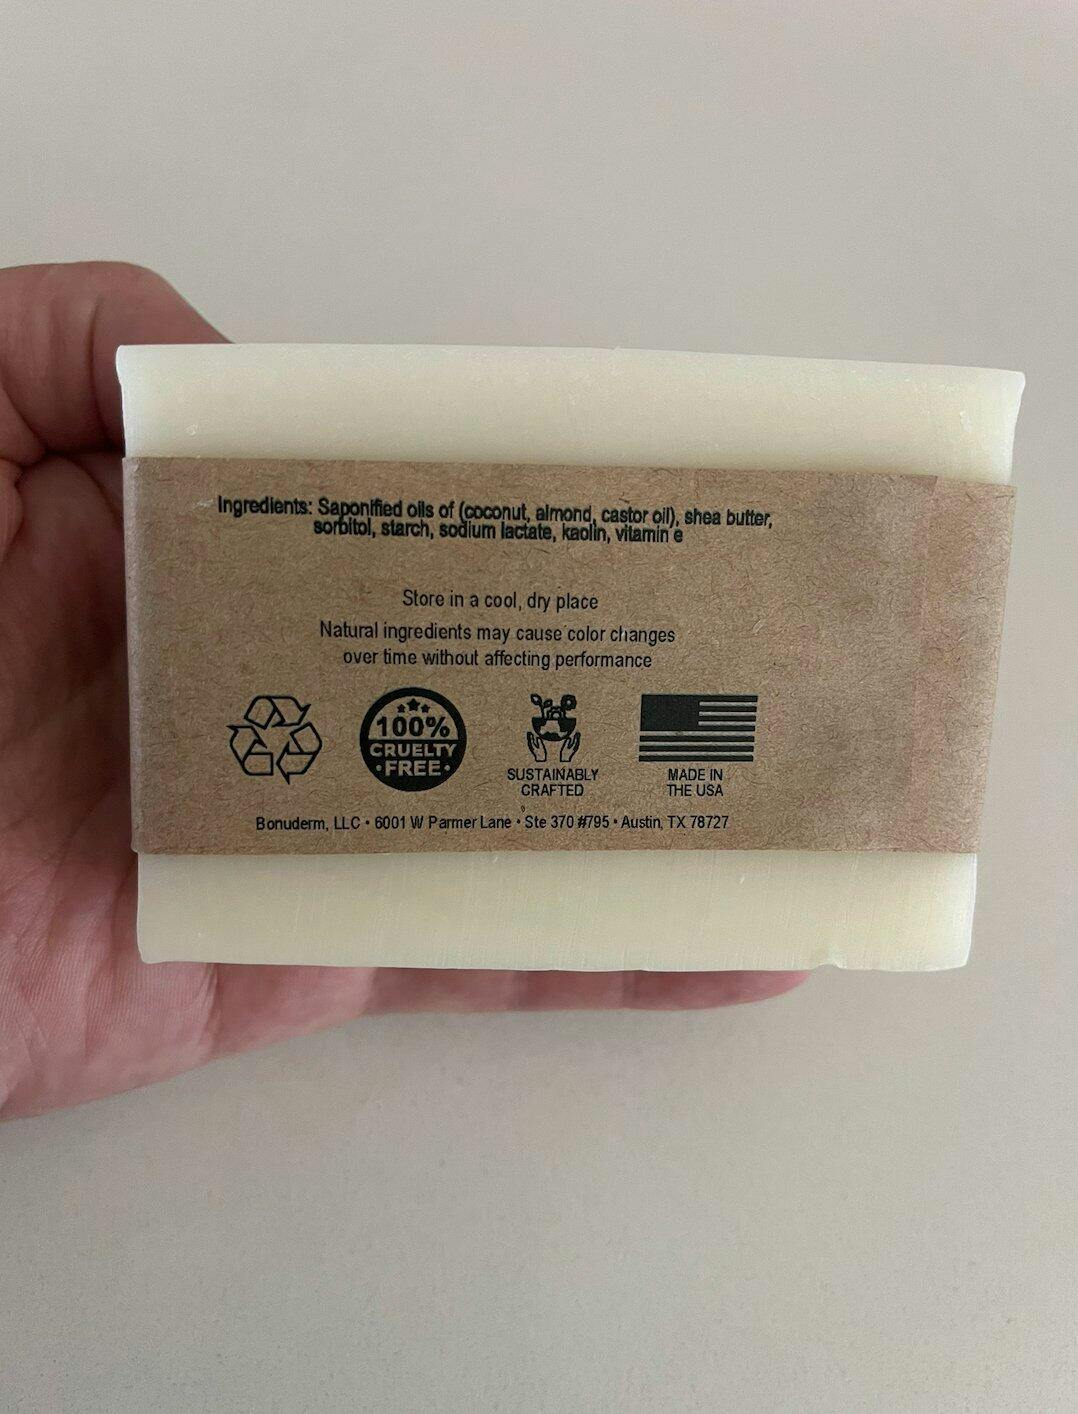 Ingredients: Saponified oils of (coconut, almond, castor oil), shea butter,
sorbitol, starch, sodium lactate, kaolin, vitamin e
Store in a cool, dry place
Natural ingredients may cause color changes
over time without affecting performance
100%
CRUELTY
•FREE•
SUSTAINABLY
CRAFTED
MADE IN
THE USA
Bonuderm, LLC • 6001 W Parmer Lane • Ste 370 #795 • Austin, TX 78727